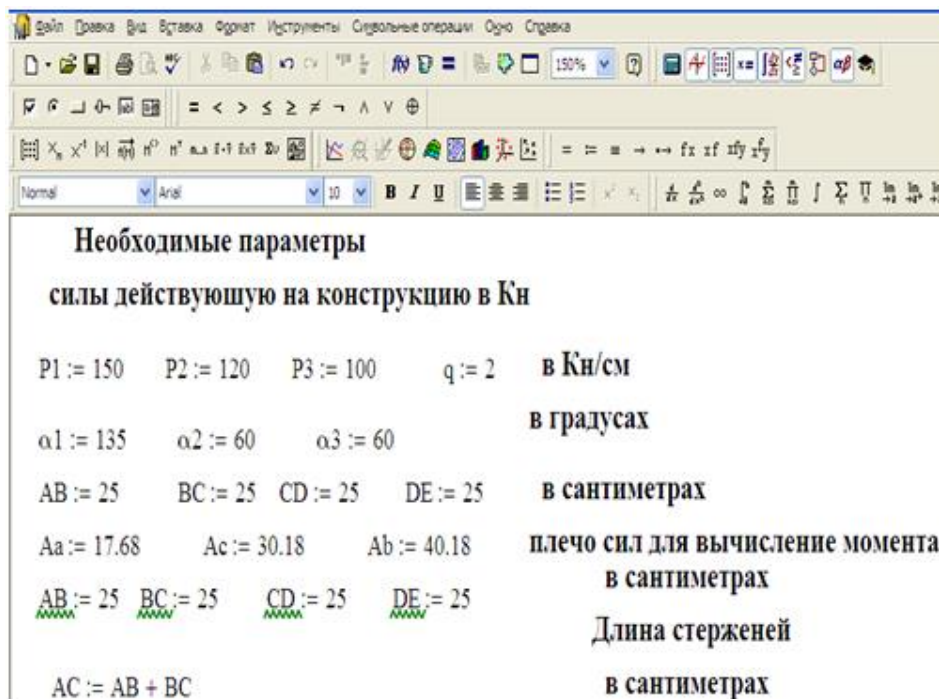 Файл Правка Вид Вставка Формат Инструменты Символьные операции Окно Справка
150%
Normal Arial 10 B I U
Необходимые параметры
силы действуюшую на конструкцию в Кн
P1 := 150 P2 := 120 P3 := 100 q := 2 в Кн/см
в градусах
α1 := 135 α2 := 60 α3 := 60
AB := 25 BC := 25 CD := 25 DE := 25 в сантиметрах
Aa := 17.68 Ac := 30.18 Ab := 40.18 плечо сил для вычисление момента
в сантиметрах
AB := 25 BC := 25 CD := 25 DE := 25
Длина стерженей
AC := AB + BC в сантиметрах